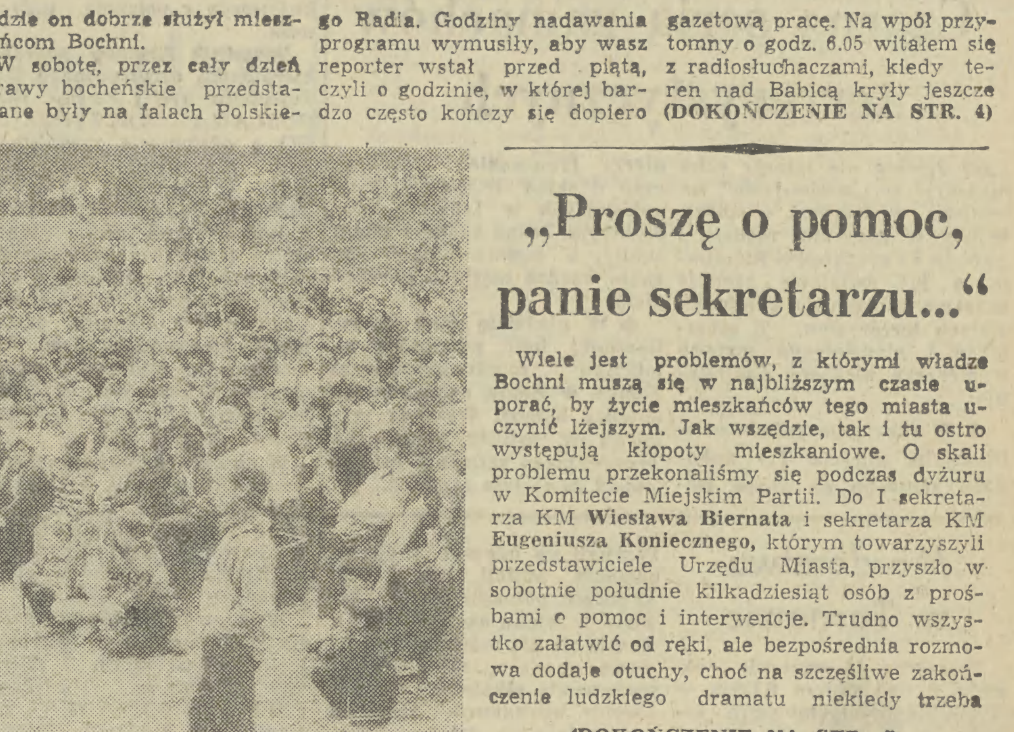 dzie on dobrze służył miesz-
ńcom Bochni.
W sobotę, przez cały dzień
rawy bocheńskie przedsta-
ane były na falach Polskie-
go Radia. Godziny nadawania
programu wymusiły, aby wasz
reporter wstał przed piątą,
czyli o godzinie, w której bar-
dzo często kończy się dopiero
gazetową pracę. Na wpół przy-
tomny o godz. 6.05 witałem się
z radiosłuchaczami, kiedy te-
ren nad Babicą kryły jeszcze
(DOKOŃCZENIE NA STR. 4)
„Proszę o pomoc,
panie sekretarzu...“
Wiele jest problemów, z którymi władze
Bochni muszą się w najbliższym czasie u-
porać, by życie mieszkańców tego miasta u-
czynić lżejszym. Jak wszędzie, tak i tu ostro
występują kłopoty mieszkaniowe. O skali
problemu przekonaliśmy się podczas dyżuru
w Komitecie Miejskim Partii. Do I sekreta-
rza KM Wiesława Biernata i sekretarza KM
Eugeniusza Koniecznego, którym towarzyszyli
przedstawiciele Urzędu Miasta, przyszło w
sobotnie południe kilkadziesiąt osób z proś-
bami o pomoc i interwencje. Trudno wszys-
tko załatwić od ręki, ale bezpośrednia rozmo-
wa dodaje otuchy, choć na szczęśliwe zakoń-
czenie ludzkiego dramatu niekiedy trzeba
(DOKOŃCZENIE NA STR.